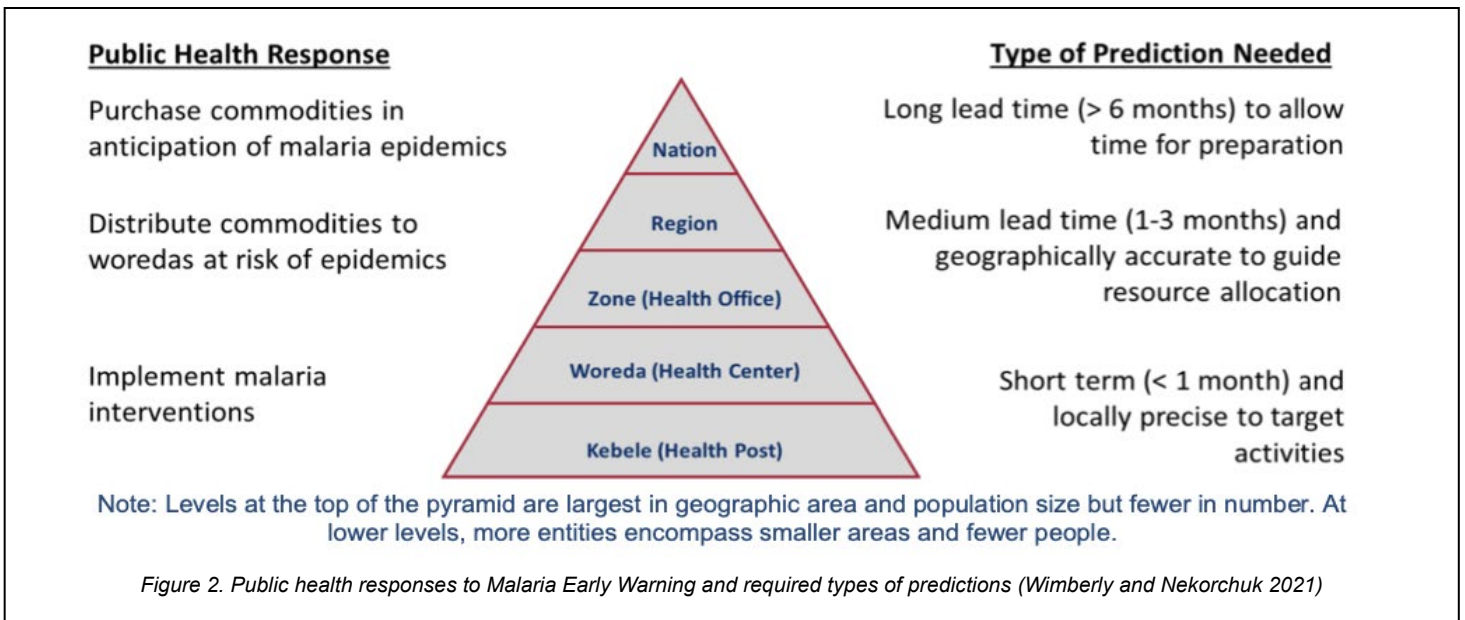 Public Health Response
Type of Prediction Needed
Purchase commodities in
anticipation of malaria epidemics
Nation
Long lead time (> 6 months) to allow
time for preparation
Distribute commodities to
woredas at risk of epidemics
Region
Zone (Health Office)
Medium lead time (1-3 months) and
geographically accurate to guide
resource allocation
Implement malaria
interventions
Woreda (Health Center)
Kebele (Health Post)
Short term (< 1 month) and
locally precise to target
activities
Note: Levels at the top of the pyramid are largest in geographic area and population size but fewer in number. At
lower levels, more entities encompass smaller areas and fewer people.
Figure 2. Public health responses to Malaria Early Warning and required types of predictions (Wimberly and Nekorchuk 2021)